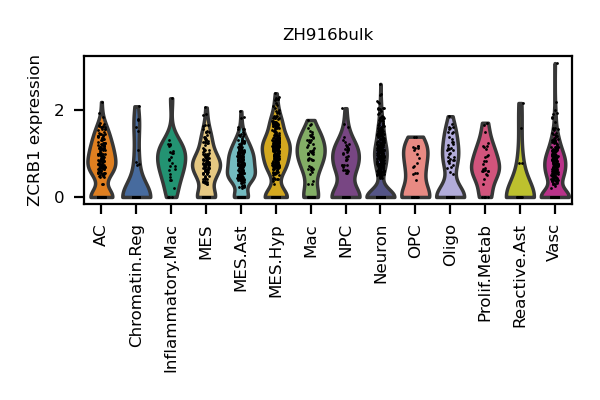 ZH916bulk
ZCRB1 expression
2
0
AC
Chromatin.Reg
Inflammatory.Mac
MES
MES.Ast
MES.Hyp
Mac
NPC
Neuron
OPC
Oligo
Prolif.Metab
Reactive.Ast
Vasc